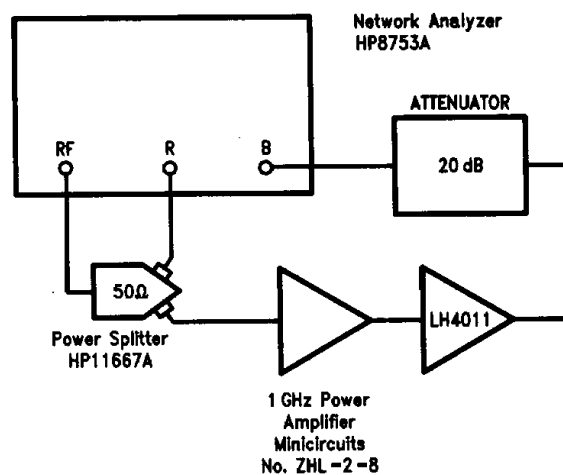 Network Analyzer
HP8753A
ATTENUATOR
RF
R
B
20 dB
50Ω
LH4011
Power Splitter
HP11667A
1 GHz Power
Amplifier
Minicircuits
No. ZHL-2-8